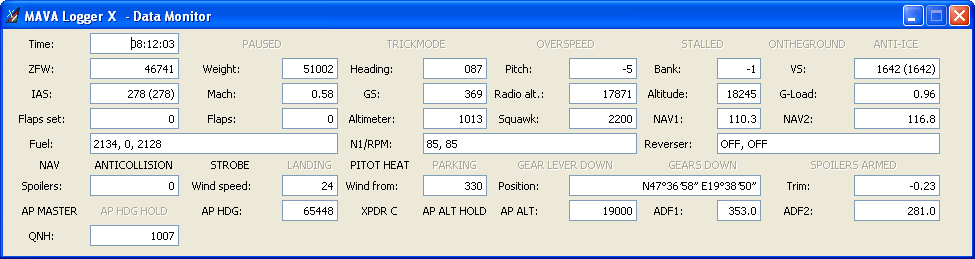 MAVA Logger X - Data Monitor
Time: 08:12:03 PAUSED TRICKMODE OVERSPEED STALLED ONTHEGROUND ANTI-ICE
ZFW: 46741 Weight: 51002 Heading: 087 Pitch: -5 Bank: -1 VS: 1642 (1642)
IAS: 278 (278) Mach: 0.58 GS: 369 Radio alt.: 17871 Altitude: 18245 G-Load: 0.96
Flaps set: 0 Flaps: 0 Altimeter: 1013 Squawk: 2200 NAV1: 110.3 NAV2: 116.8
Fuel: 2134, 0, 2128 N1/RPM: 85, 85 Reverser: OFF, OFF
NAV ANTICOLLISION STROBE LANDING PITOT HEAT PARKING GEAR LEVER DOWN GEARS DOWN SPOILERS ARMED
Spoilers: 0 Wind speed: 24 Wind from: 330 Position: N47°36′58″ E19°38′50″ Trim: -0.23
AP MASTER AP HDG HOLD AP HDG: 65448 XPDR C AP ALT HOLD AP ALT: 19000 ADF1: 353.0 ADF2: 281.0
QNH: 1007